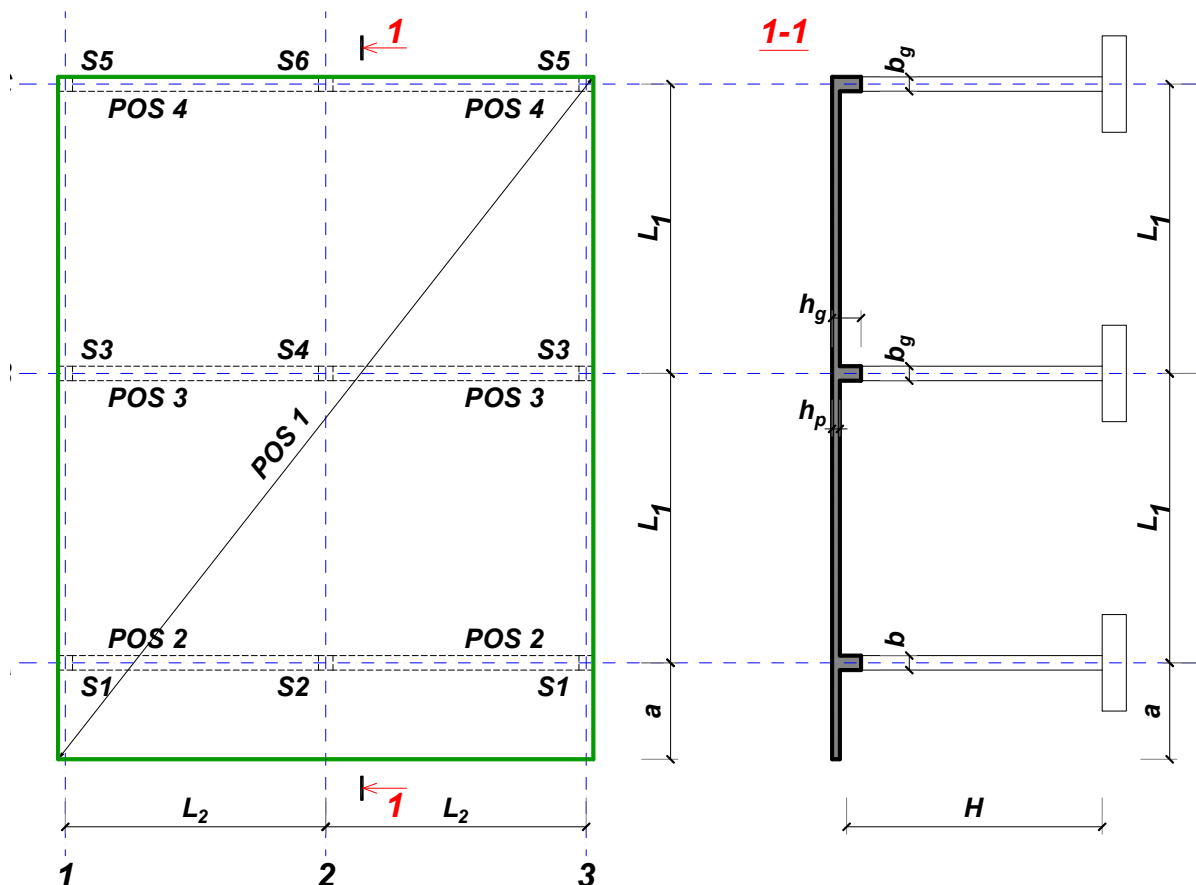 1
1-1
S5 S6 S5
POS 4 POS 4
b_g
L_1
L_1
S3 S4 S3
POS 3 POS 3
h_g
b_g
h_p
POS 1
L_1
L_1
POS 2 POS 2
S1 S2 S1
b
a
a
1
L_2 L_2
H
1 2 3